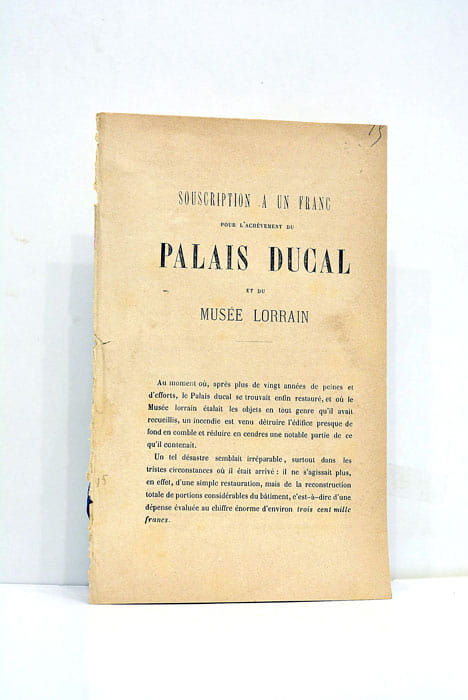 15
SOUSCRIPTION A UN FRANC
POUR L'ACHÈVEMENT DU
PALAIS DUCAL
ET DU
MUSÉE LORRAIN
Au moment où, après plus de vingt années de peines et
d'efforts, le Palais ducal se trouvait enfin restauré, et où le
Musée lorrain étalait les objets en tout genre qu'il avait
recueillis, un incendie est venu détruire l'édifice presque de
fond en comble et réduire en cendres une notable partie de ce
qu'il contenait.
Un tel désastre semblait irréparable, surtout dans les
tristes circonstances où il était arrivé : il ne s'agissait plus,
en effet, d'une simple restauration, mais de la reconstruction
totale de portions considérables du bâtiment, c'est-à-dire d'une
dépense évaluée au chiffre énorme d'environ trois cent mille
francs.
15